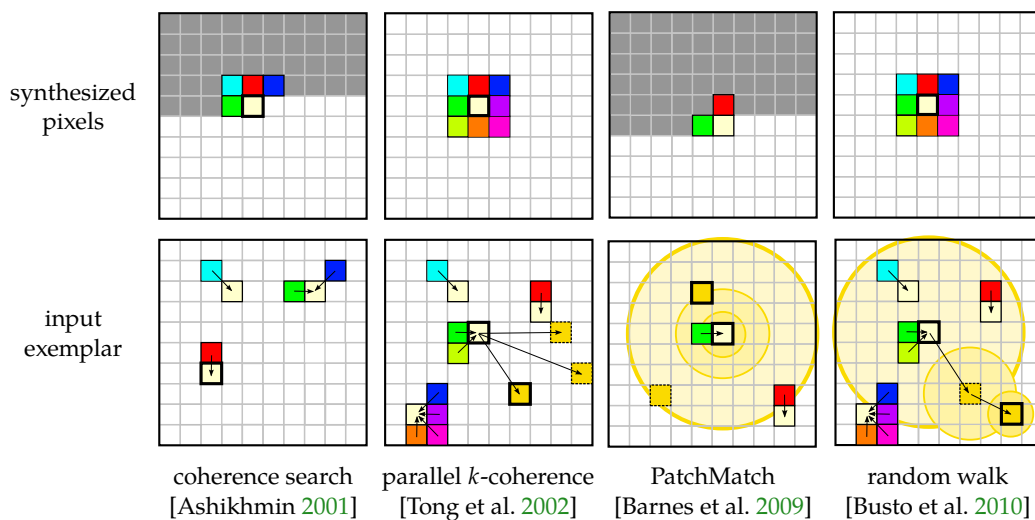 synthesized
pixels
input
exemplar
coherence search
[Ashikhmin 2001]
parallel k-coherence
[Tong et al. 2002]
PatchMatch
[Barnes et al. 2009]
random walk
[Busto et al. 2010]